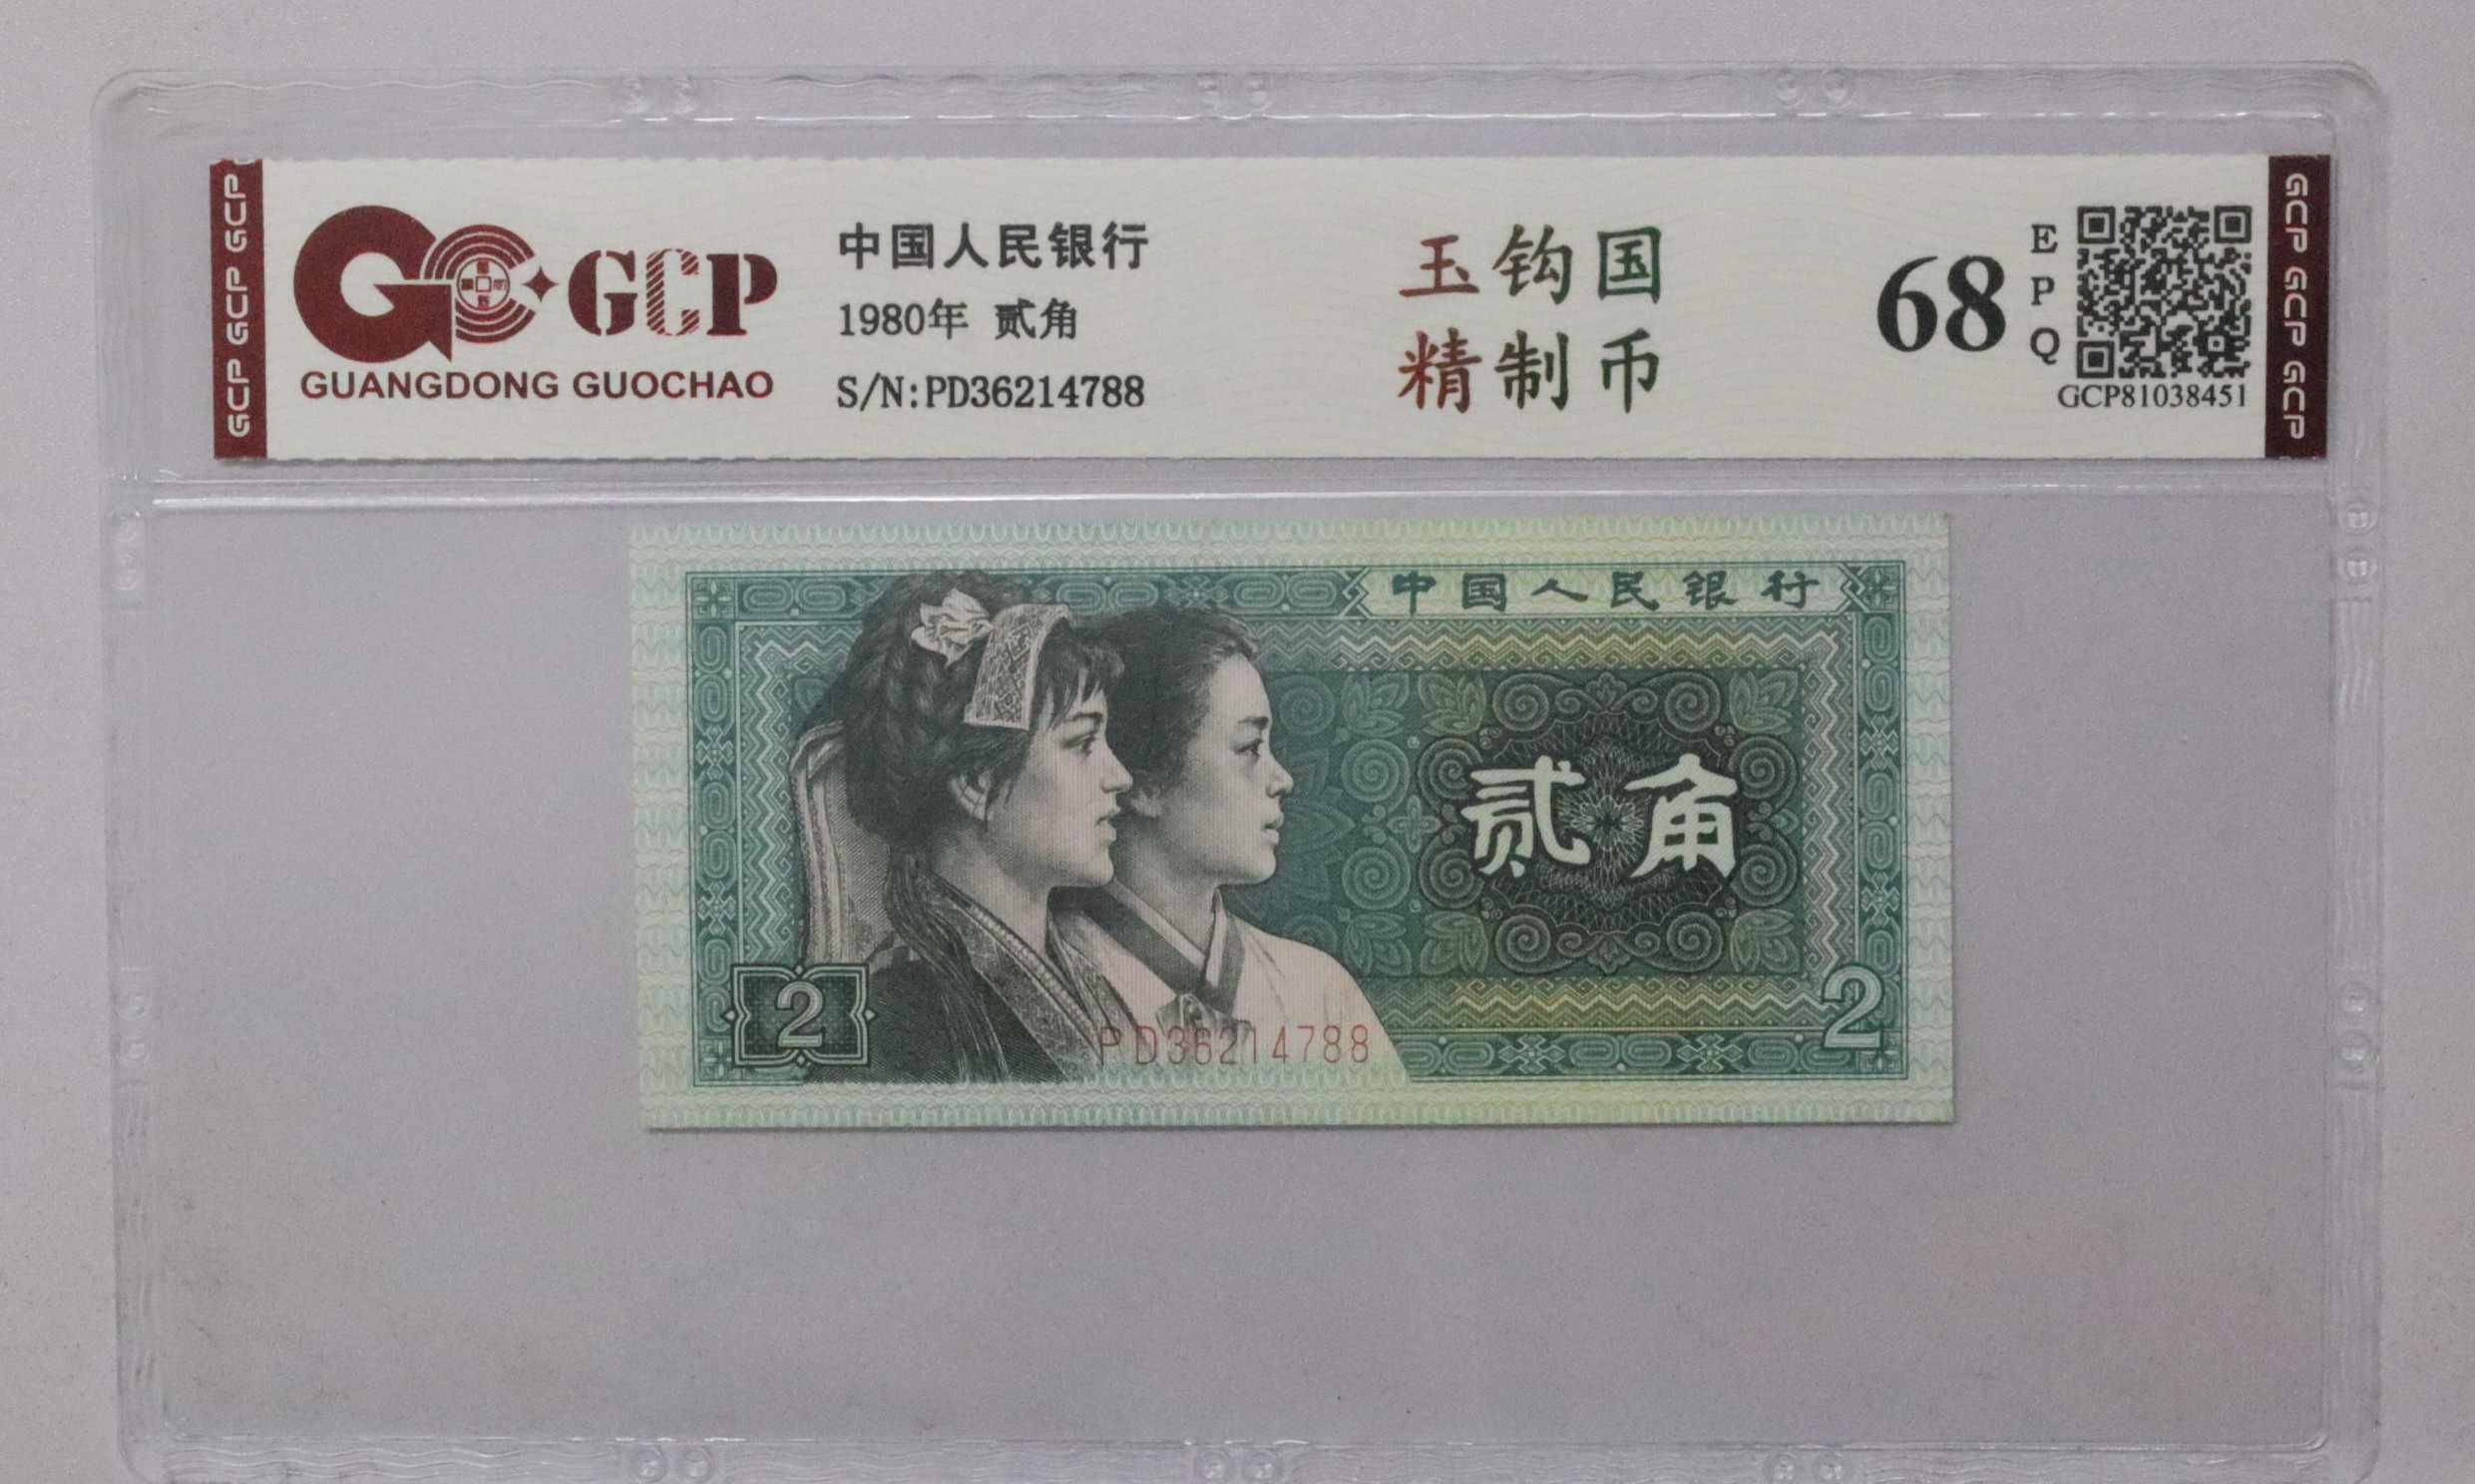 GCP GCP GCP
GCP
GUANGDONG GUOCHAO
中国人民银行
1980年 贰角
S/N:PD36214788
玉钩国
精制币
68
E
P
Q
GCP81038451
GCP GCP GCP
中国人民银行
贰角
2
PD36214788
2